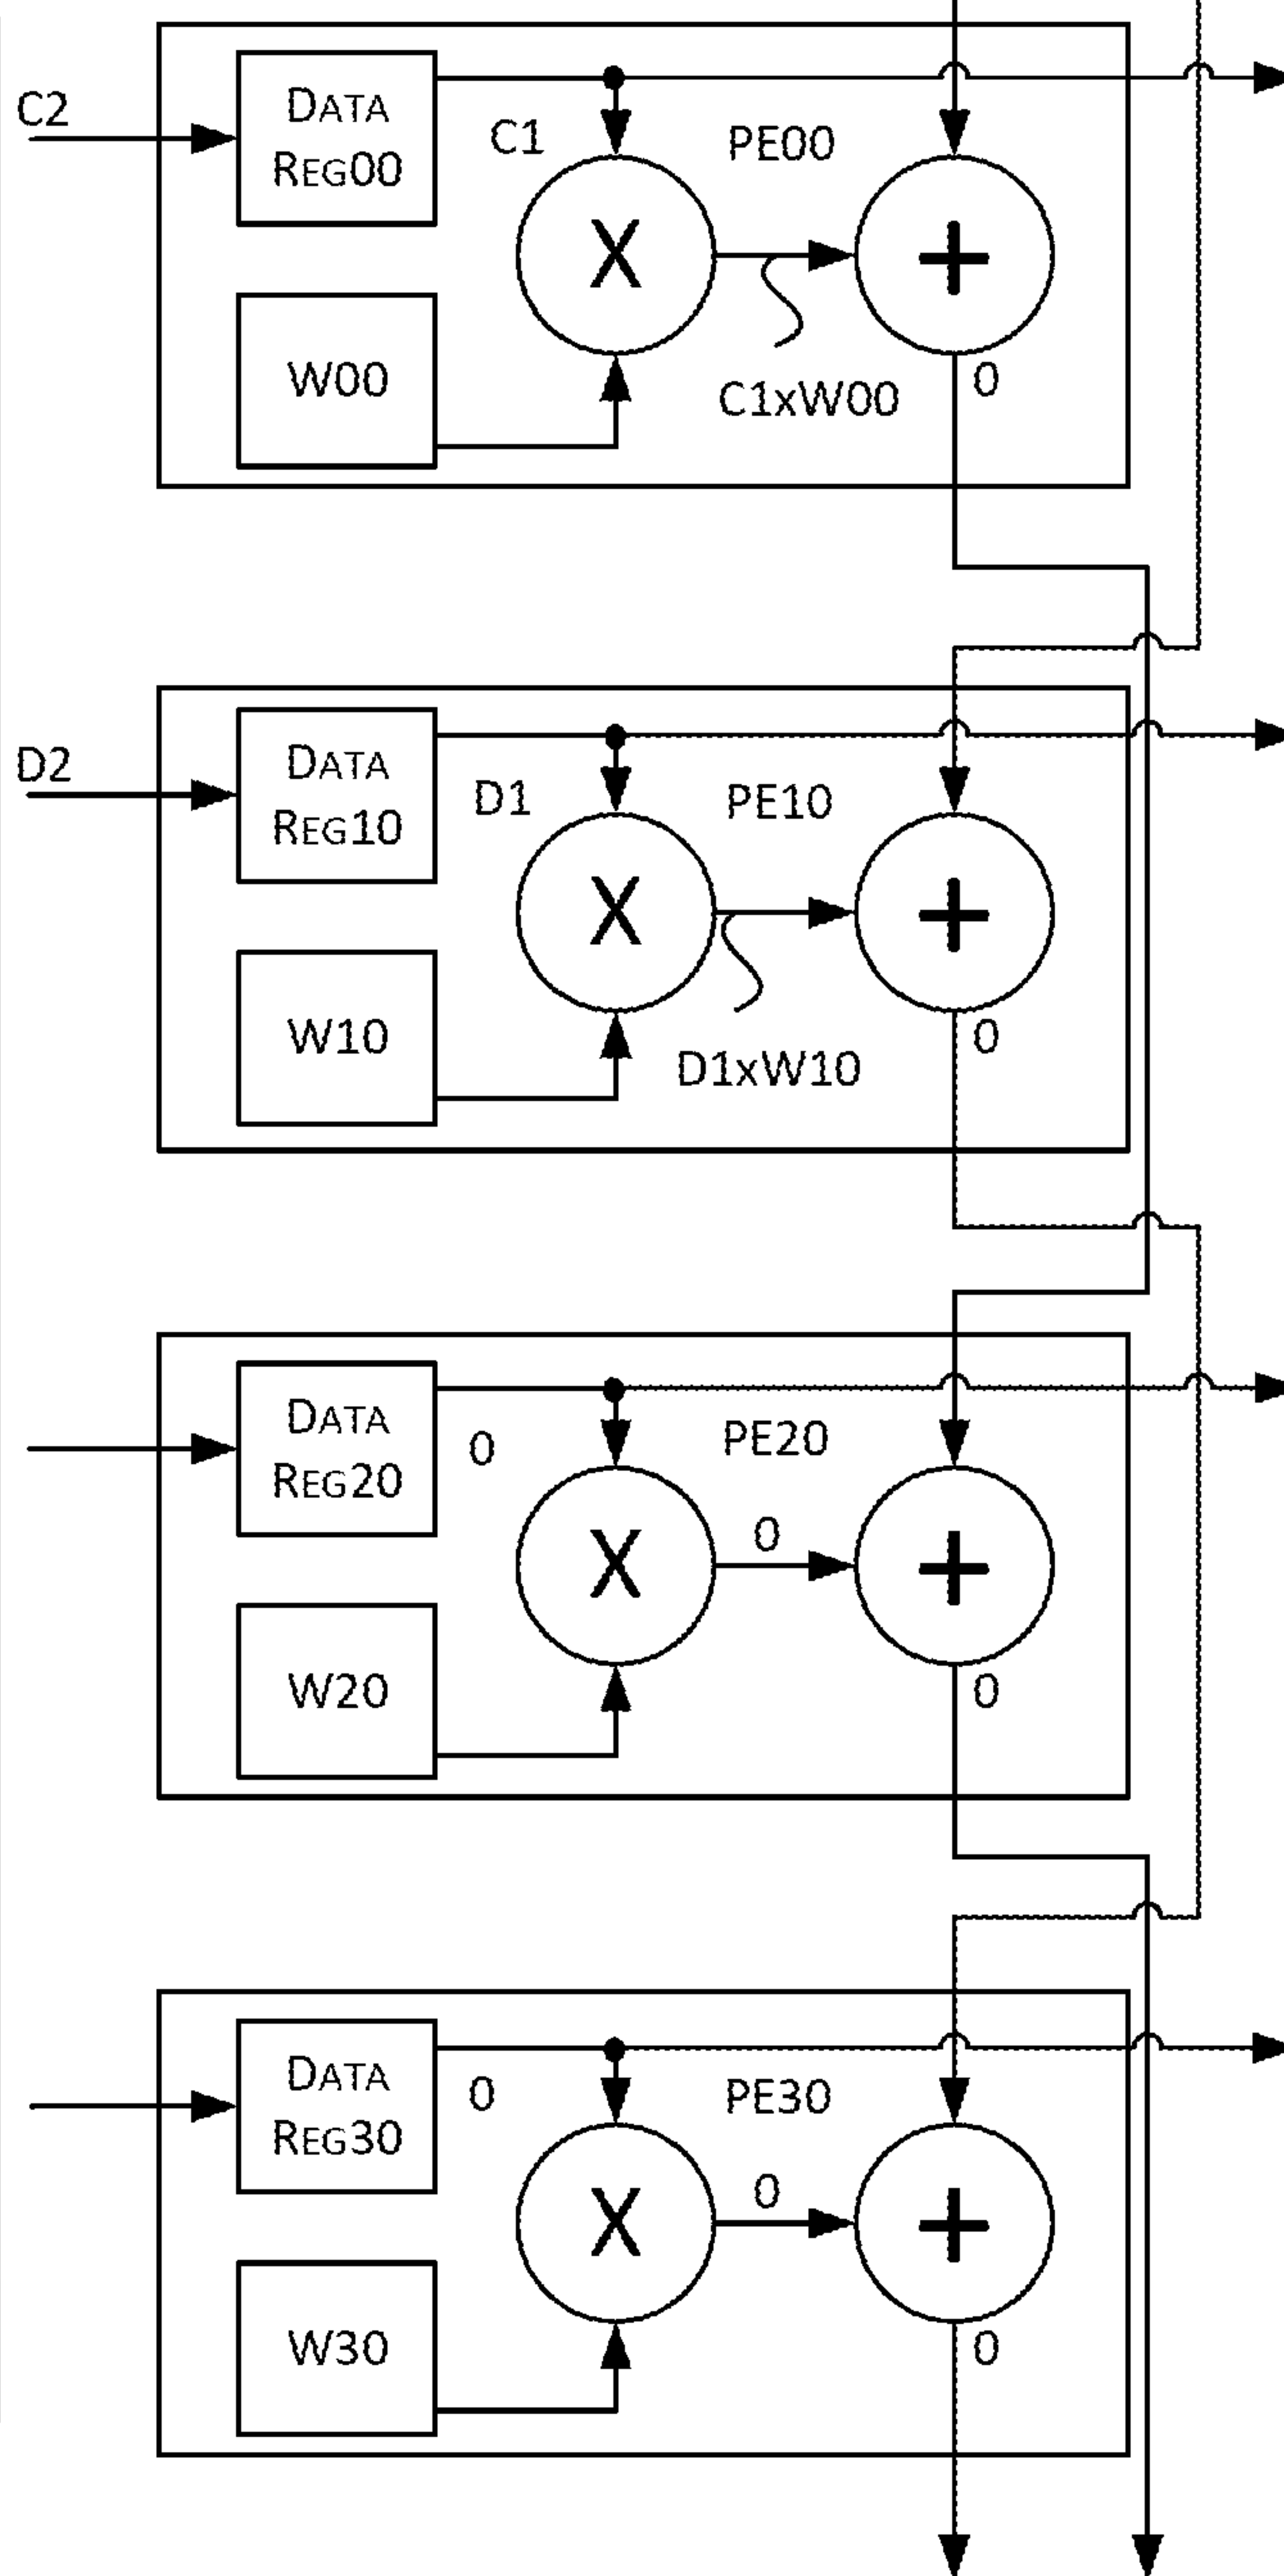 C2
DATA
REG00
C1
PE00
X
+
W00
C1xW00
0
D2
DATA
REG10
D1
PE10
X
+
W10
D1xW10
0
DATA
REG20
0
PE20
0
X
+
W20
0
DATA
REG30
0
PE30
0
X
+
W30
0